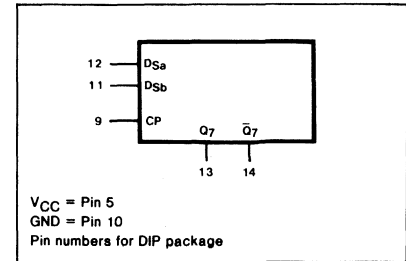 12 DSa
11 DSb
9 CP
Q7 Q̅7
13 14
VCC = Pin 5
GND = Pin 10
Pin numbers for DIP package